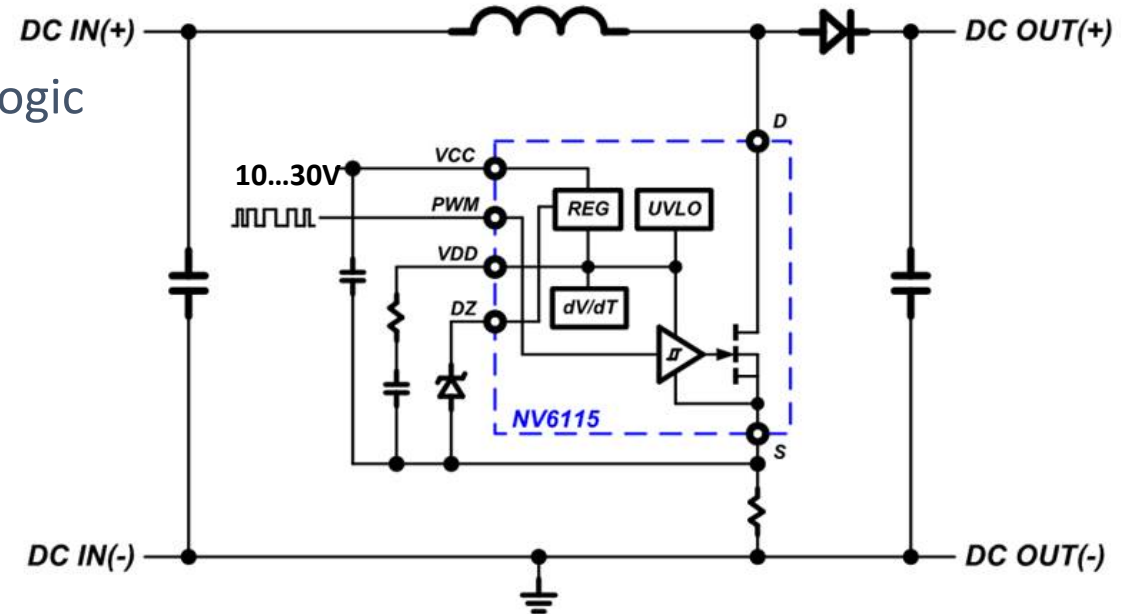 DC IN(+)
DC OUT(+)
ogic
D
VCC
10...30V
PWM
REG
UVLO
VDD
dV/dT
DZ
NV6115
S
DC IN(-)
DC OUT(-)